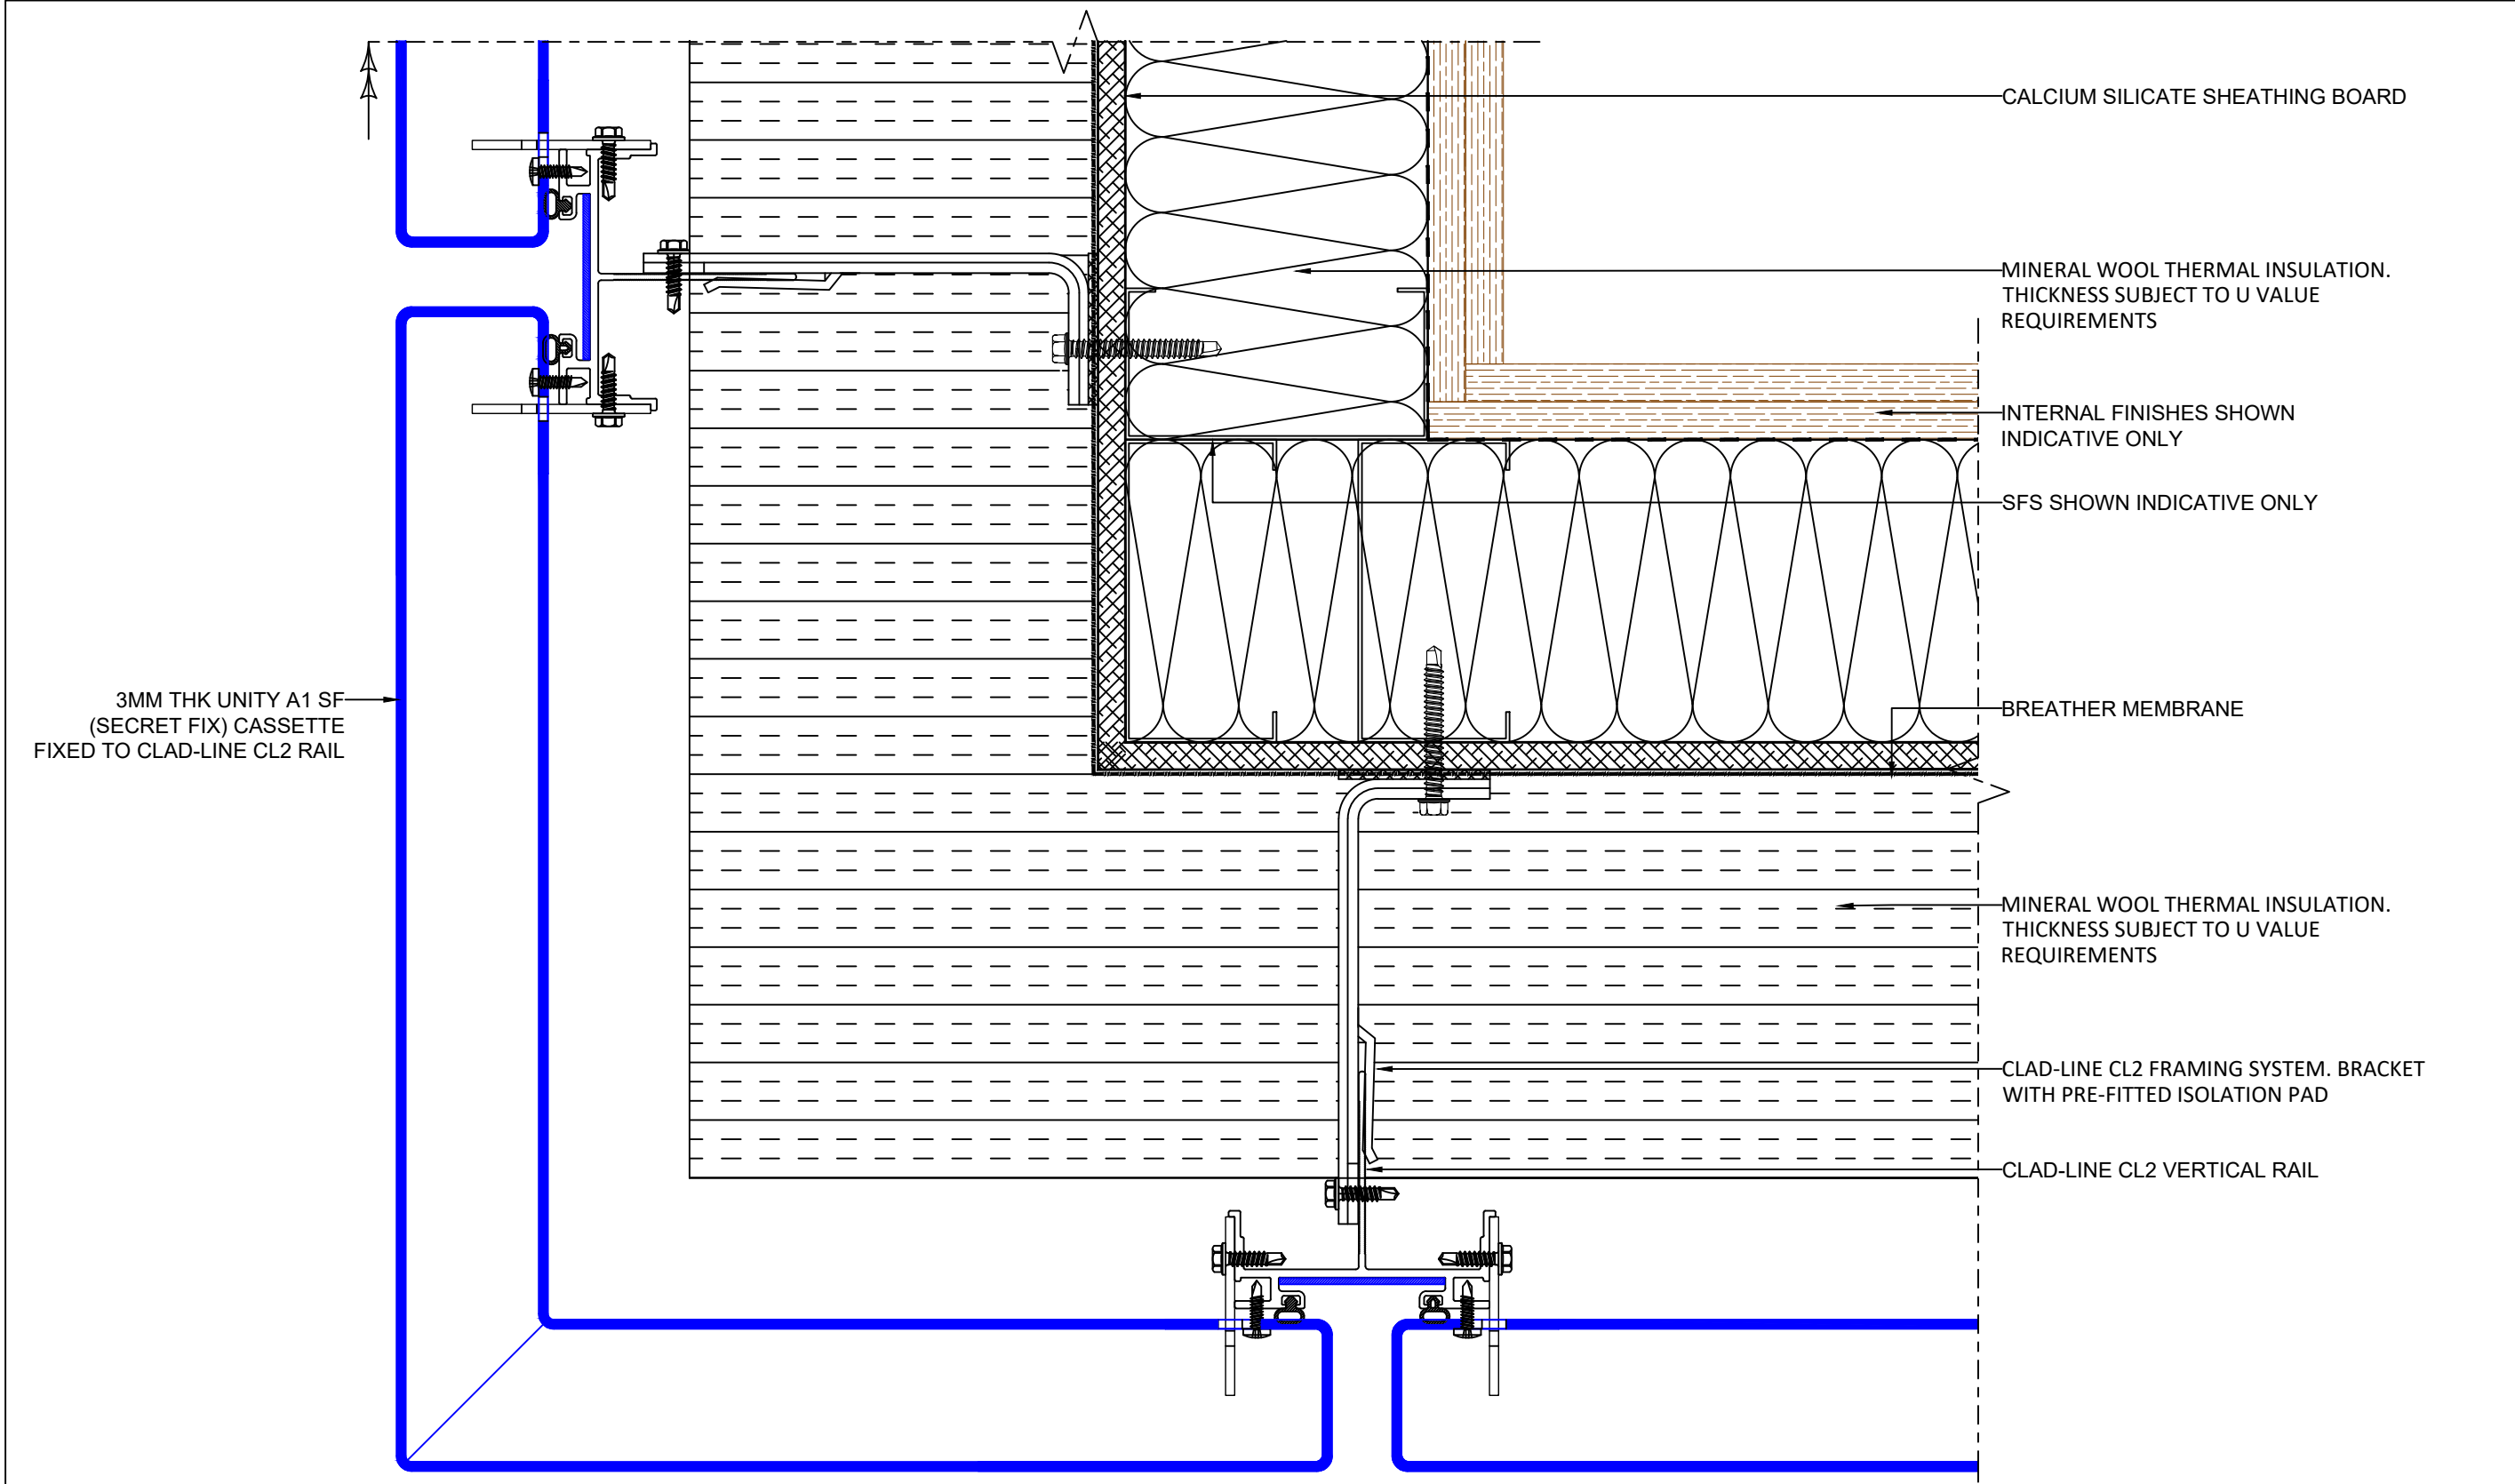 CALCIUM SILICATE SHEATHING BOARD
MINERAL WOOL THERMAL INSULATION.
THICKNESS SUBJECT TO U VALUE
REQUIREMENTS
INTERNAL FINISHES SHOWN
INDICATIVE ONLY
SFS SHOWN INDICATIVE ONLY
3MM THK UNITY A1 SF
(SECRET FIX) CASSETTE
FIXED TO CLAD-LINE CL2 RAIL
BREATHER MEMBRANE
MINERAL WOOL THERMAL INSULATION.
THICKNESS SUBJECT TO U VALUE
REQUIREMENTS
CLAD-LINE CL2 FRAMING SYSTEM. BRACKET
WITH PRE-FITTED ISOLATION PAD
CLAD-LINE CL2 VERTICAL RAIL